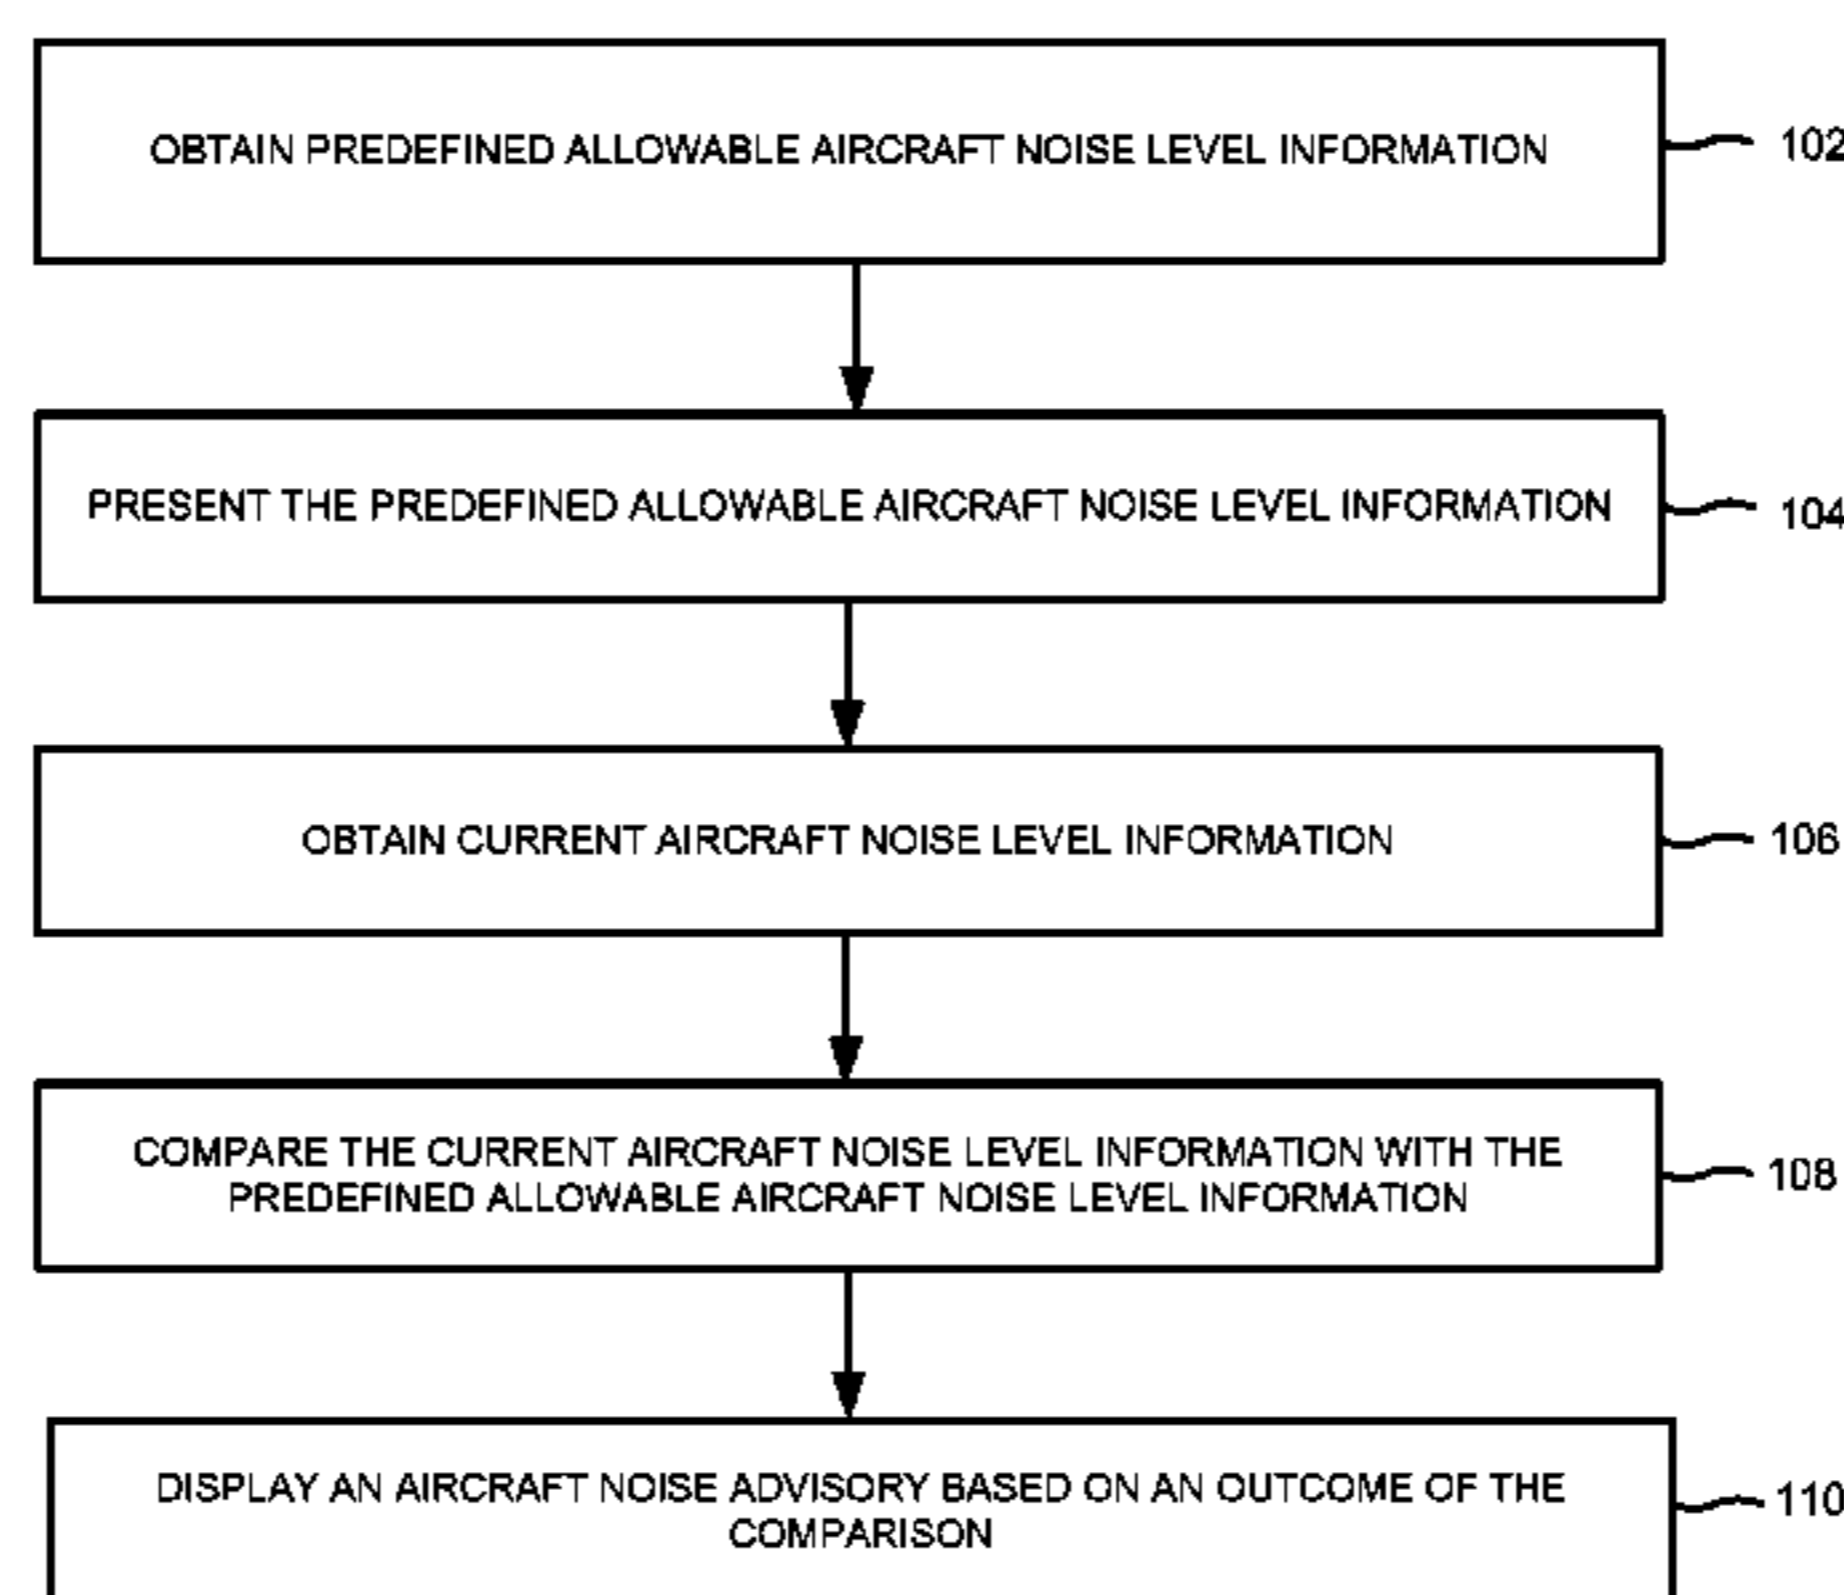 OBTAIN PREDEFINED ALLOWABLE AIRCRAFT NOISE LEVEL INFORMATION
102
PRESENT THE PREDEFINED ALLOWABLE AIRCRAFT NOISE LEVEL INFORMATION
104
OBTAIN CURRENT AIRCRAFT NOISE LEVEL INFORMATION
106
COMPARE THE CURRENT AIRCRAFT NOISE LEVEL INFORMATION WITH THE
PREDEFINED ALLOWABLE AIRCRAFT NOISE LEVEL INFORMATION
108
DISPLAY AN AIRCRAFT NOISE ADVISORY BASED ON AN OUTCOME OF THE
COMPARISON
110